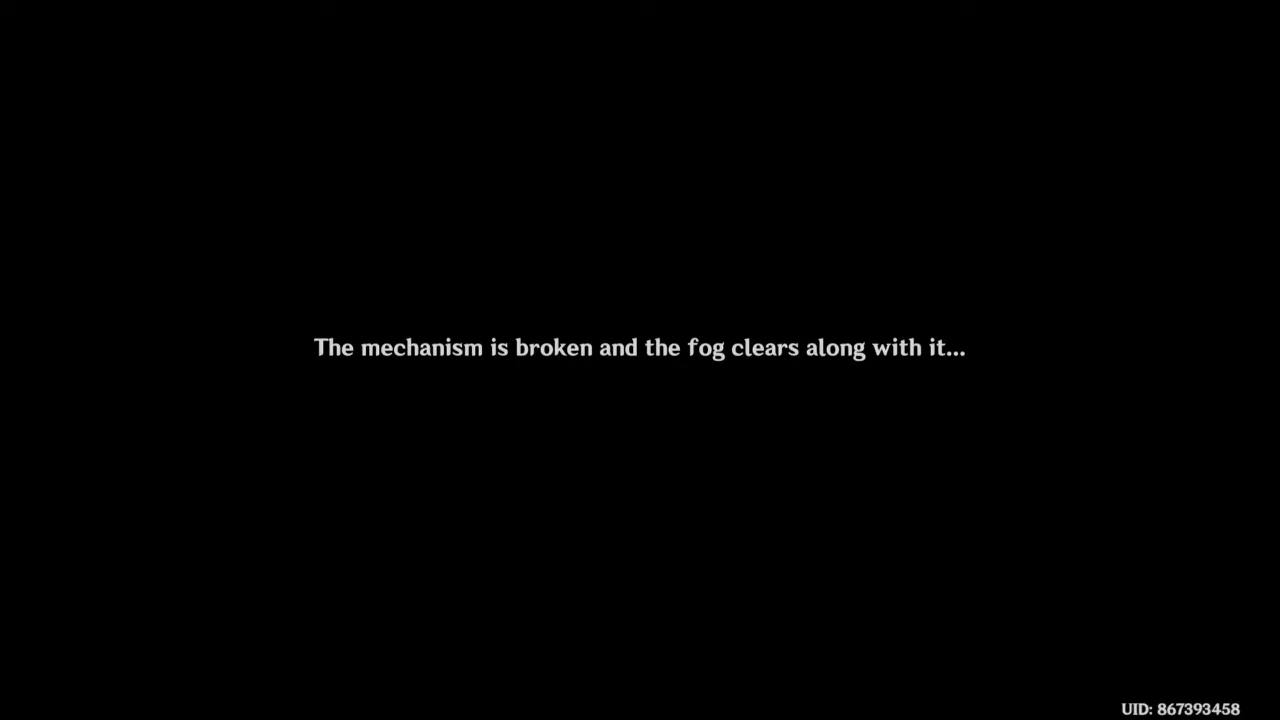 The mechanism is broken and the fog clears along with it...
UID: 867393458